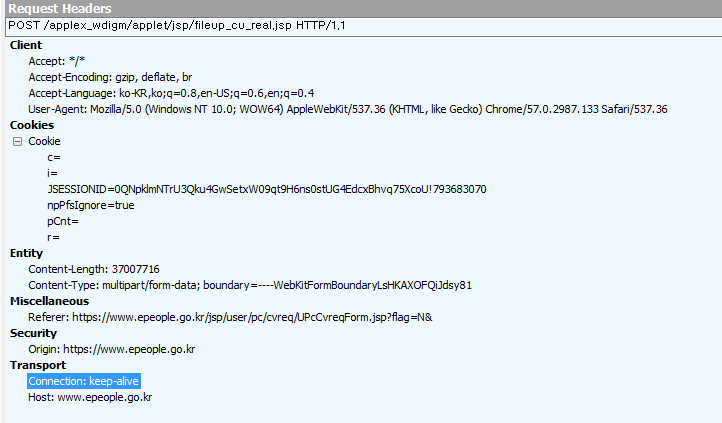 Request Headers
POST /applex_wdigm/applet/jsp/fileup_cu_real.jsp HTTP/1.1
Client
Accept: */*
Accept-Encoding: gzip, deflate, br
Accept-Language: ko-KR,ko;q=0.8,en-US;q=0.6,en;q=0.4
User-Agent: Mozilla/5.0 (Windows NT 10.0; WOW64) AppleWebKit/537.36 (KHTML, like Gecko) Chrome/57.0.2987.133 Safari/537.36
Cookies
Cookie
c=
i=
JSESSIONID=0QNpklmNTrU3Qku4GwSetxW09qt9H6ns0stUG4EdcxBhvq75XcoU!793683070
npPfsIgnore=true
pCnt=
r=
Entity
Content-Length: 37007716
Content-Type: multipart/form-data; boundary=----WebKitFormBoundaryLsHKAXOFQiJdsy81
Miscellaneous
Referer: https://www.epeople.go.kr/jsp/user/pc/cvreq/UPcCvreqForm.jsp?flag=N&
Security
Origin: https://www.epeople.go.kr
Transport
Connection: keep-alive
Host: www.epeople.go.kr